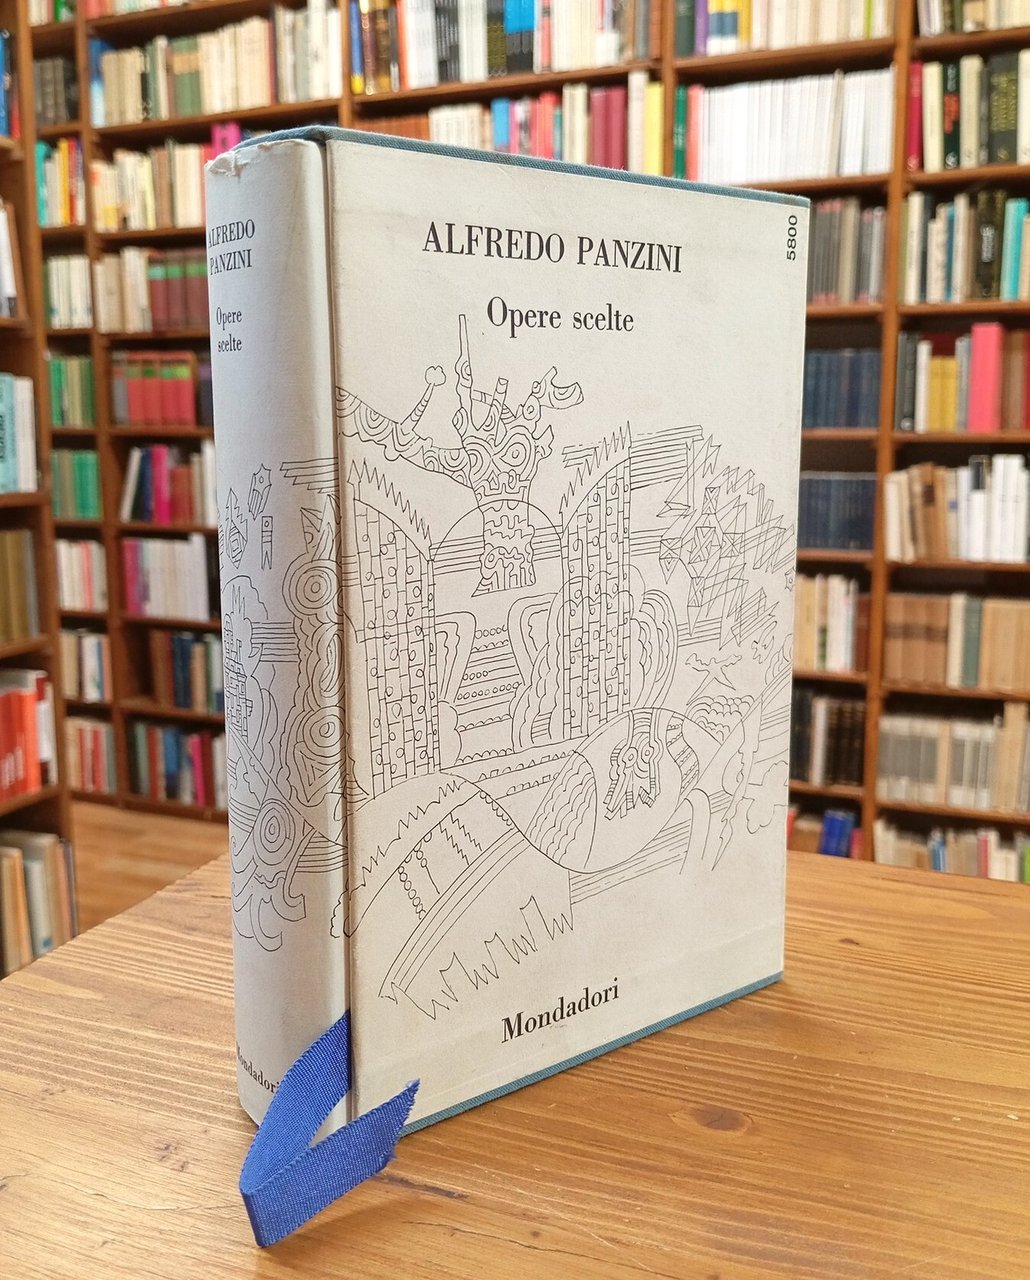 ALFREDO
PANZINI
Opere
scelte
Mondadori
ALFREDO PANZINI
Opere scelte
5800
Mondadori